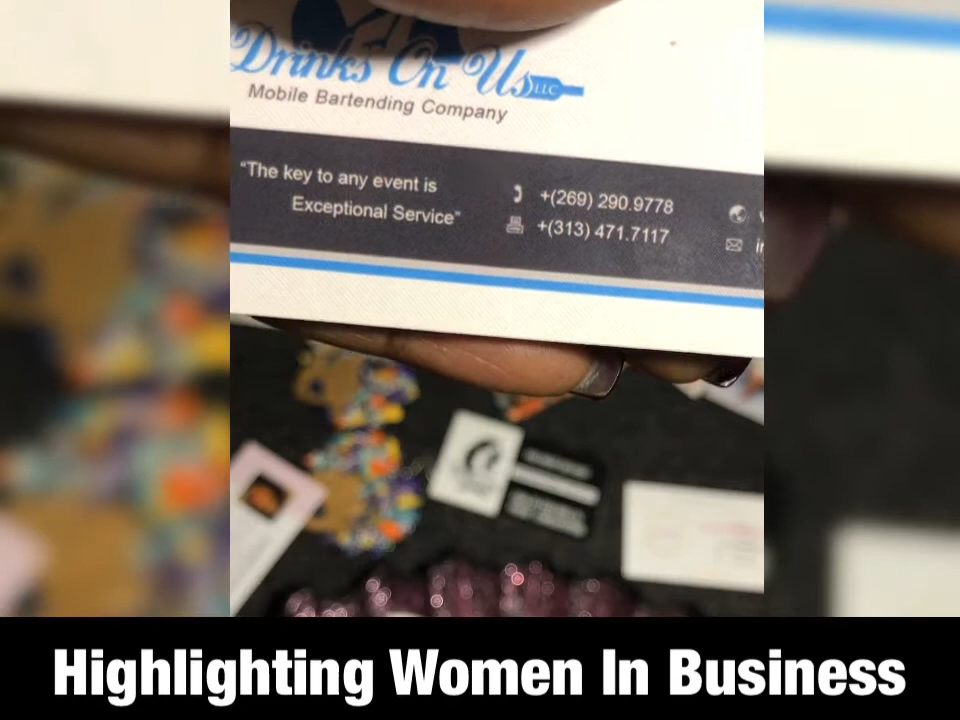 Drinks On Us LLC
Mobile Bartending Company
"The key to any event is
Exceptional Service"
+(269) 290.9778
+(313) 471.7117
Highlighting Women In Business